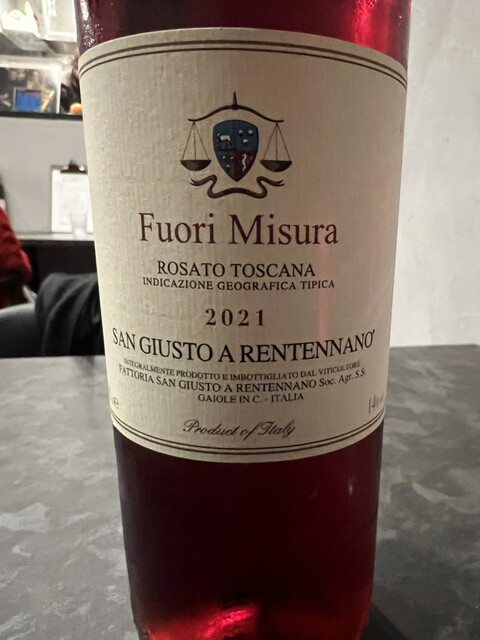 Fuori Misura
ROSATO TOSCANA
INDICAZIONE GEOGRAFICA TIPICA
2021
SAN GIUSTO A RENTENNANO®
INTEGRALMENTE PRODOTTO E IMBOTTIGLIATO DAL VITICOLTORE
FATTORIA SAN GIUSTO A RENTENNANO Soc. Agr. S.S.
GAIOLE IN C. - ITALIA
Product of Italy